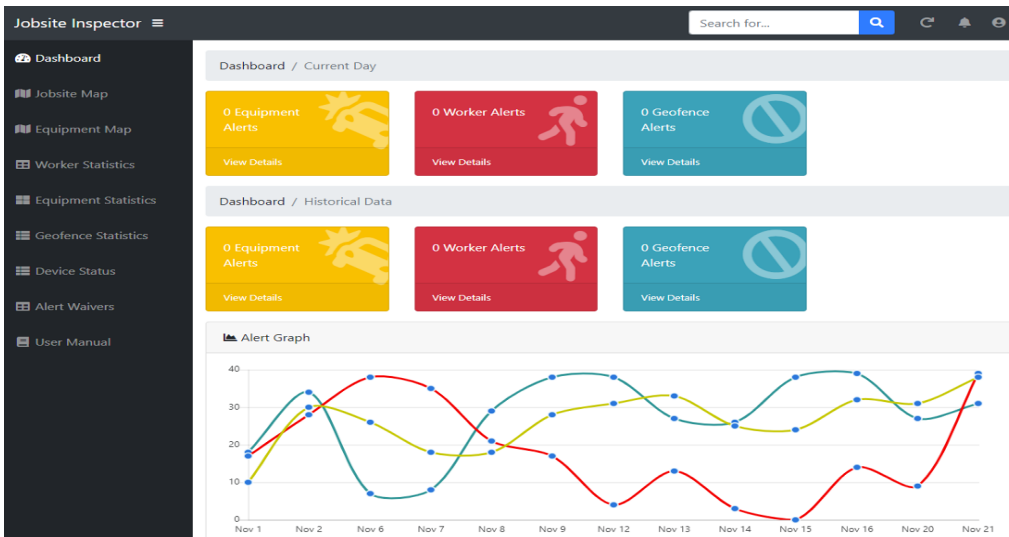 Jobsite Inspector
Search for...
Dashboard
Jobsite Map
Equipment Map
Worker Statistics
Equipment Statistics
Geofence Statistics
Device Status
Alert Waivers
User Manual
Dashboard / Current Day
0 Equipment
Alerts
View Details
0 Worker Alerts
View Details
0 Geofence
Alerts
View Details
Dashboard / Historical Data
0 Equipment
Alerts
View Details
0 Worker Alerts
View Details
0 Geofence
Alerts
View Details
Alert Graph
40
30
20
10
0
Nov 1 Nov 2 Nov 6 Nov 7 Nov 8 Nov 9 Nov 12 Nov 13 Nov 14 Nov 15 Nov 16 Nov 20 Nov 21